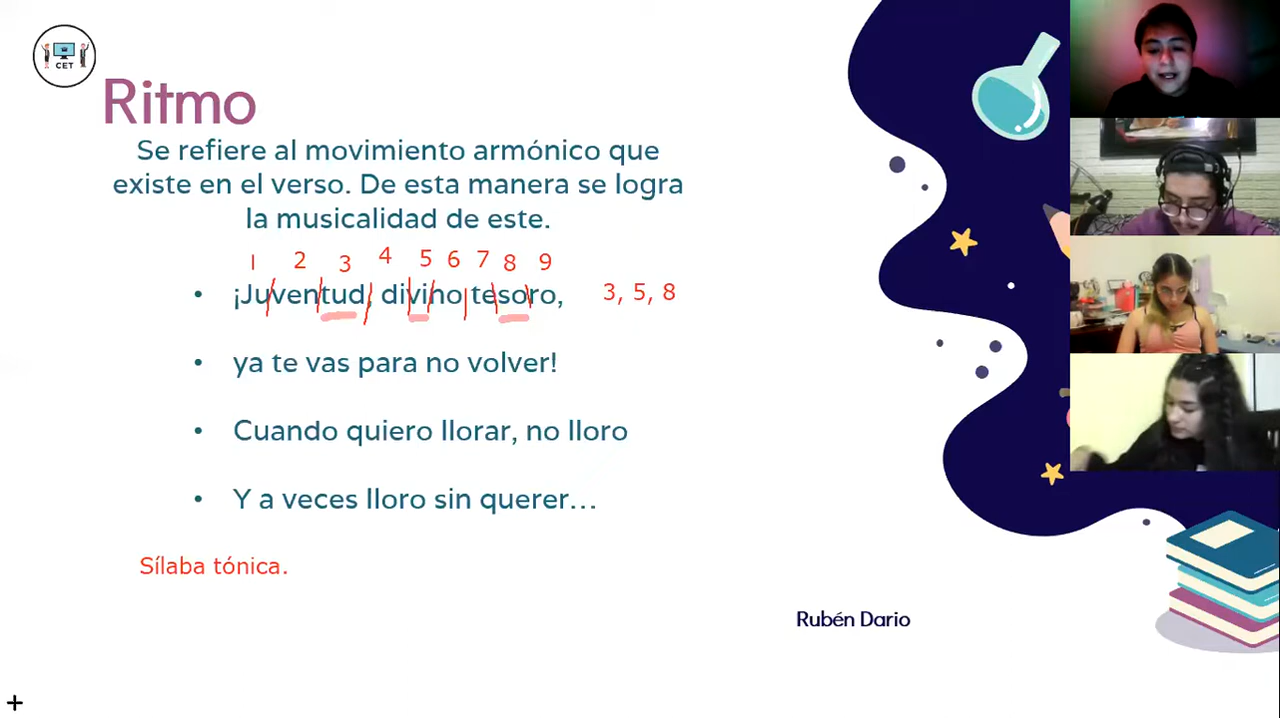 CET
Ritmo
Se refiere al movimiento armónico que
existe en el verso. De esta manera se logra
la musicalidad de este.
1 2 3 4 5 6 7 8 9
• ¡Juventud, divino tesoro, 3, 5, 8
• ya te vas para no volver!
• Cuando quiero llorar, no lloro
• Y a veces lloro sin querer...
Sílaba tónica.
Rubén Dario